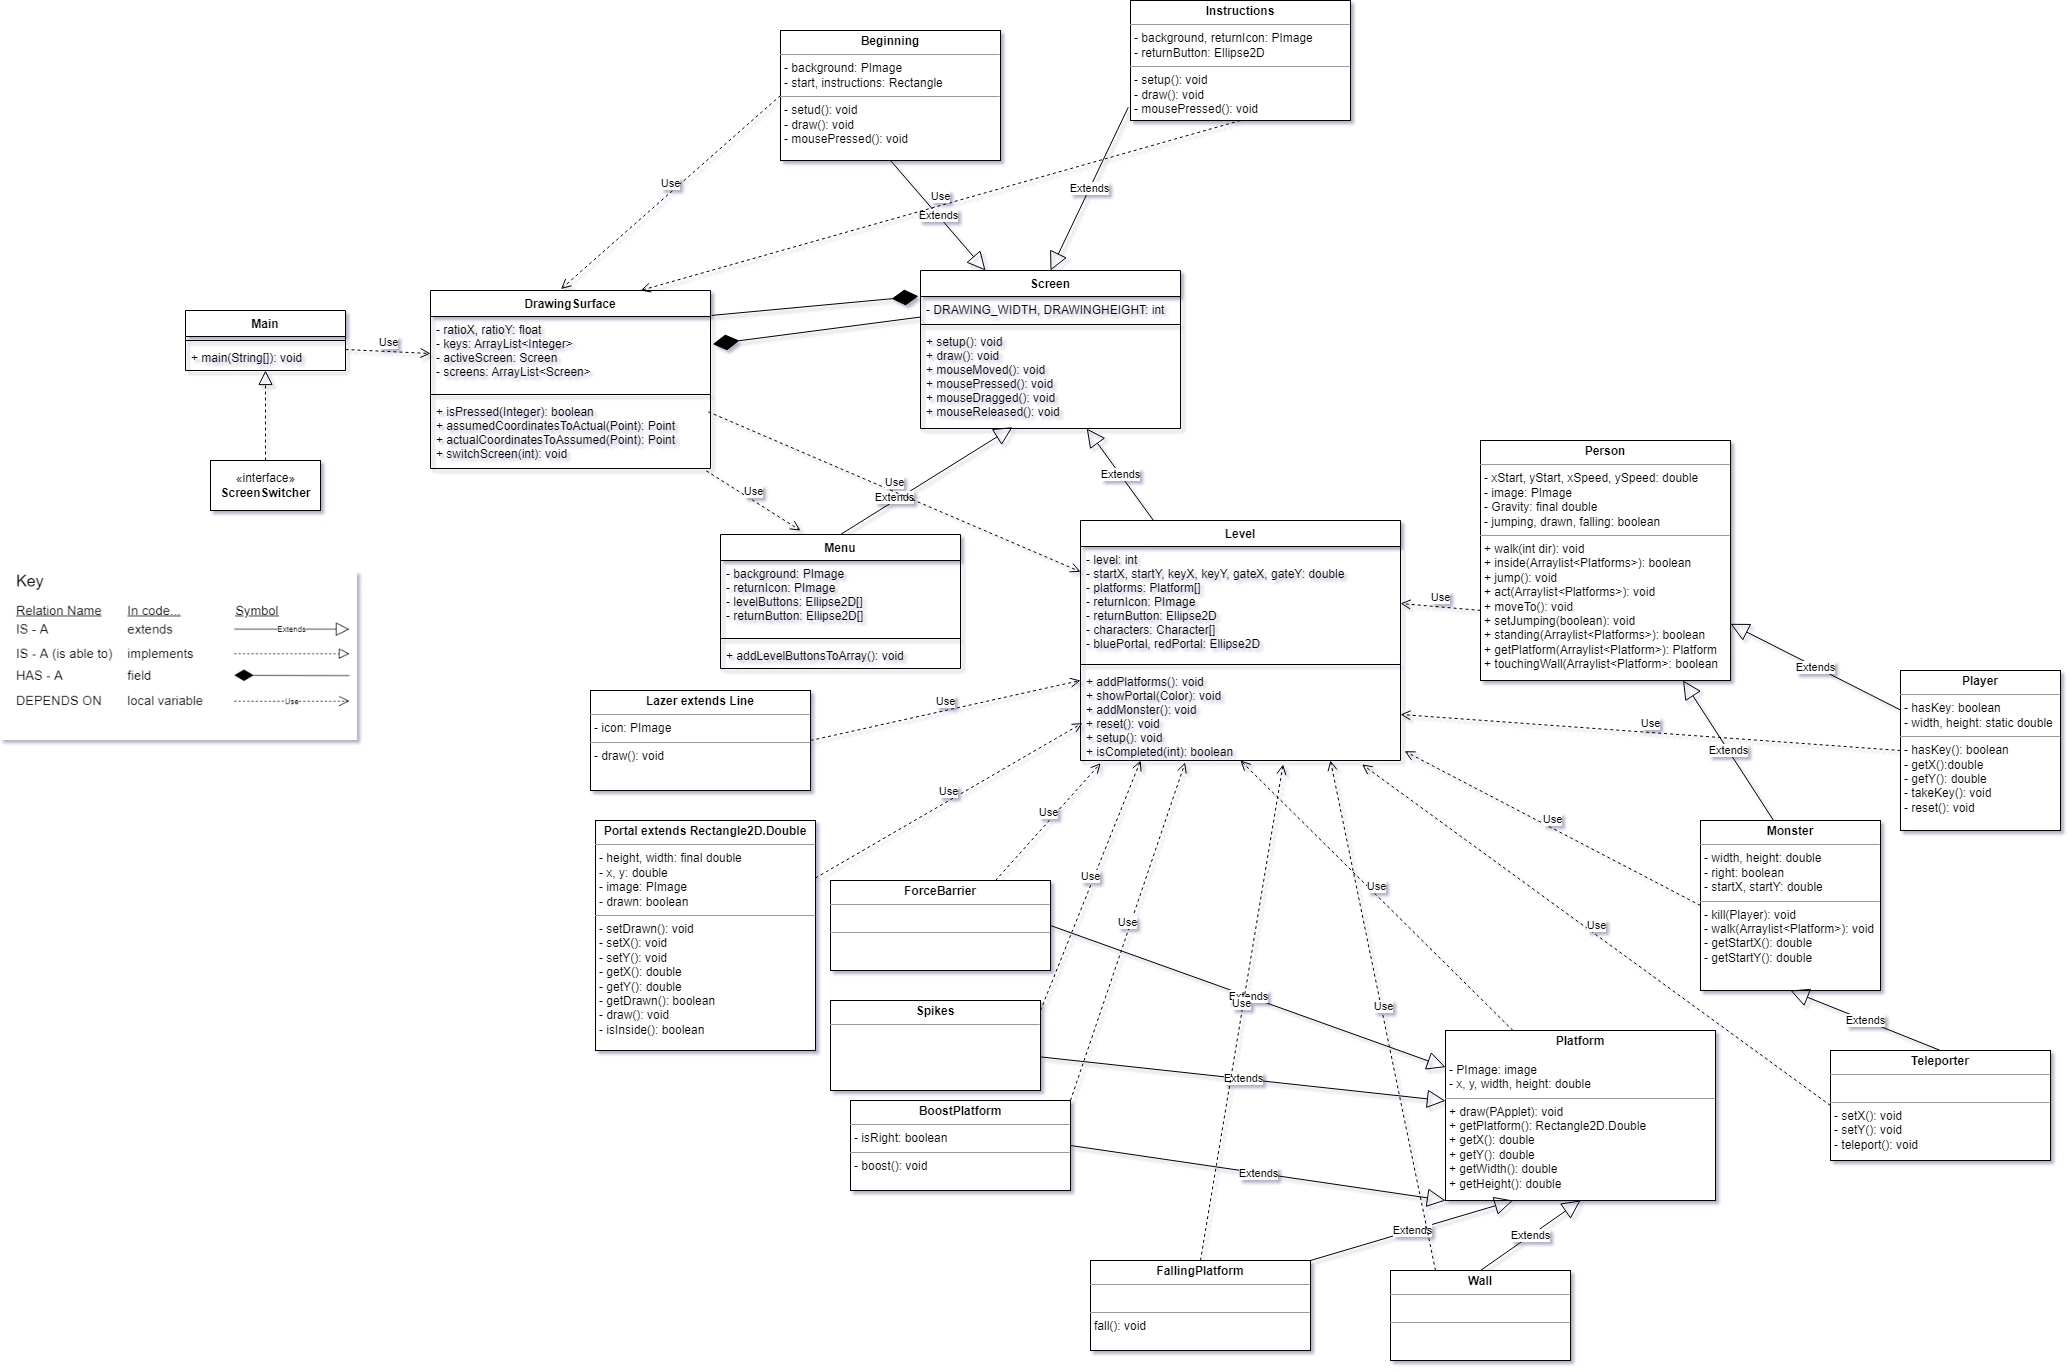 Instructions
- background, returnIcon: PImage
- returnButton: Ellipse2D
- setup(): void
- draw(): void
- mousePressed(): void
Beginning
- background: PImage
- start, instructions: Rectangle
- setud(): void
- draw(): void
- mousePressed(): void
Use
Use
Extends
Extends
Screen
- DRAWING_WIDTH, DRAWINGHEIGHT: int
+ setup(): void
+ draw(): void
+ mouseMoved(): void
+ mousePressed(): void
+ mouseDragged(): void
+ mouseReleased(): void
DrawingSurface
- ratioX, ratioY: float
- keys: ArrayList<Integer>
- activeScreen: Screen
- screens: ArrayList<Screen>
+ isPressed(Integer): boolean
+ assumedCoordinatesToActual(Point): Point
+ actualCoordinatesToAssumed(Point): Point
+ switchScreen(int): void
Main
+ main(String[]): void
Use
«interface»
ScreenSwitcher
Use
Use
Extends
Extends
Menu
- background: PImage
- returnIcon: PImage
- levelButtons: Ellipse2D[]
- returnButton: Ellipse2D[]
+ addLevelButtonsToArray(): void
Level
- level: int
- startX, startY, keyX, keyY, gateX, gateY: double
- platforms: Platform[]
- returnIcon: PImage
- returnButton: Ellipse2D
- characters: Character[]
- bluePortal, redPortal: Ellipse2D
+ addPlatforms(): void
+ showPortal(Color): void
+ addMonster(): void
+ reset(): void
+ setup(): void
+ isCompleted(int): boolean
Person
- xStart, yStart, xSpeed, ySpeed: double
- image: PImage
- Gravity: final double
- jumping, drawn, falling: boolean
+ walk(int dir): void
+ inside(Arraylist<Platforms>): boolean
+ jump(): void
+ act(Arraylist<Platforms>): void
+ moveTo(): void
+ setJumping(boolean): void
+ standing(Arraylist<Platforms>): boolean
+ getPlatform(Arraylist<Platform>): Platform
+ touchingWall(Arraylist<Platform>: boolean
Use
Extends
Player
- hasKey: boolean
- width, height: static double
- hasKey(): boolean
- getX():double
- getY(): double
- takeKey(): void
- reset(): void
Use
Extends
Key
Relation Name In code... Symbol
IS - A extends Extends
IS - A (is able to) implements
HAS - A field
DEPENDS ON local variable Use
Lazer extends Line
- icon: PImage
- draw(): void
Use
Portal extends Rectangle2D.Double
- height, width: final double
- x, y: double
- image: PImage
- drawn: boolean
- setDrawn(): void
- setX(): void
- setY(): void
- getX(): double
- getY(): double
- getDrawn(): boolean
- draw(): void
- isInside(): boolean
Use
Use
ForceBarrier
Use
Spikes
Use
BoostPlatform
- isRight: boolean
- boost(): void
Monster
- width, height: double
- right: boolean
- startX, startY: double
- kill(Player): void
- walk(Arraylist<Platform>): void
- getStartX(): double
- getStartY(): double
Use
Use
Use
Extends
Use
Use
Extends
Extends
Extends
Teleporter
- setX(): void
- setY(): void
- teleport(): void
Platform
- PImage: image
- x, y, width, height: double
+ draw(PApplet): void
+ getPlatform(): Rectangle2D.Double
+ getX(): double
+ getY(): double
+ getWidth(): double
+ getHeight(): double
Extends
Extends
FallingPlatform
fall(): void
Wall